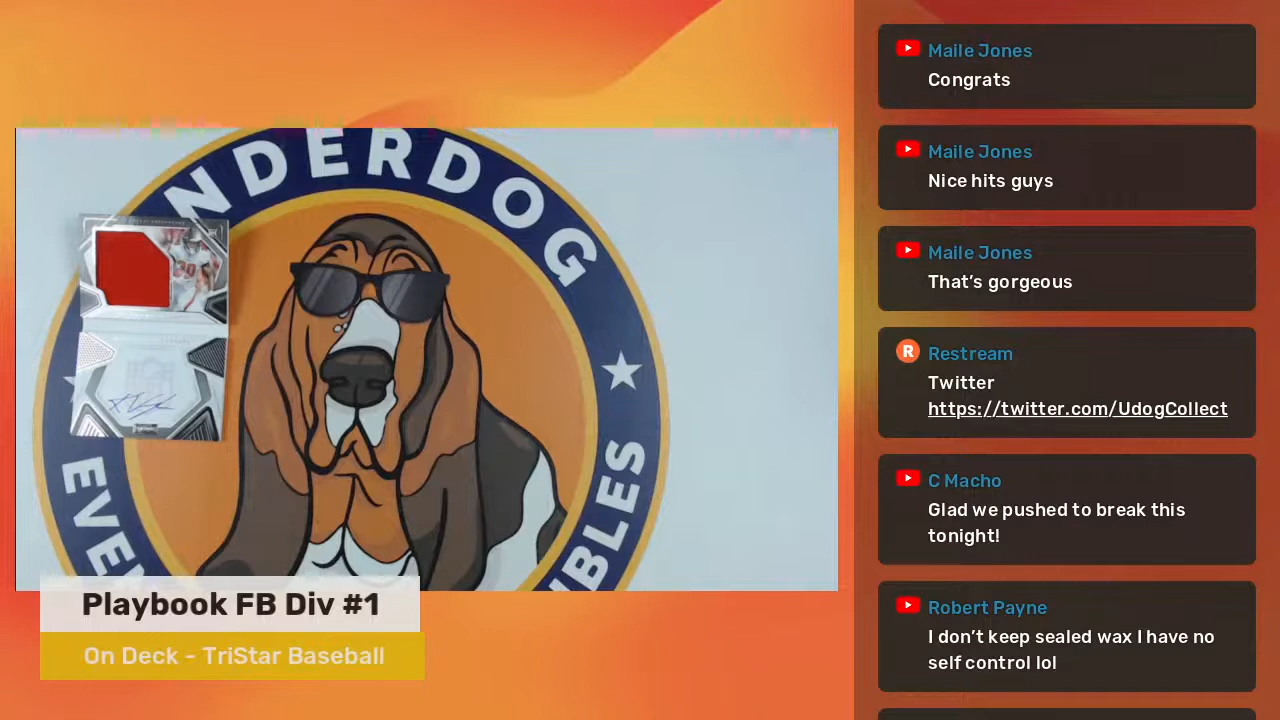 NDERDOG
EVE
IBLES
Playbook FB Div #1
On Deck - TriStar Baseball
Maile Jones
Congrats
Maile Jones
Nice hits guys
Maile Jones
That's gorgeous
Restream
Twitter
https://twitter.com/UdogCollect
C Macho
Glad we pushed to break this
tonight!
Robert Payne
I don't keep sealed wax I have no
self control lol